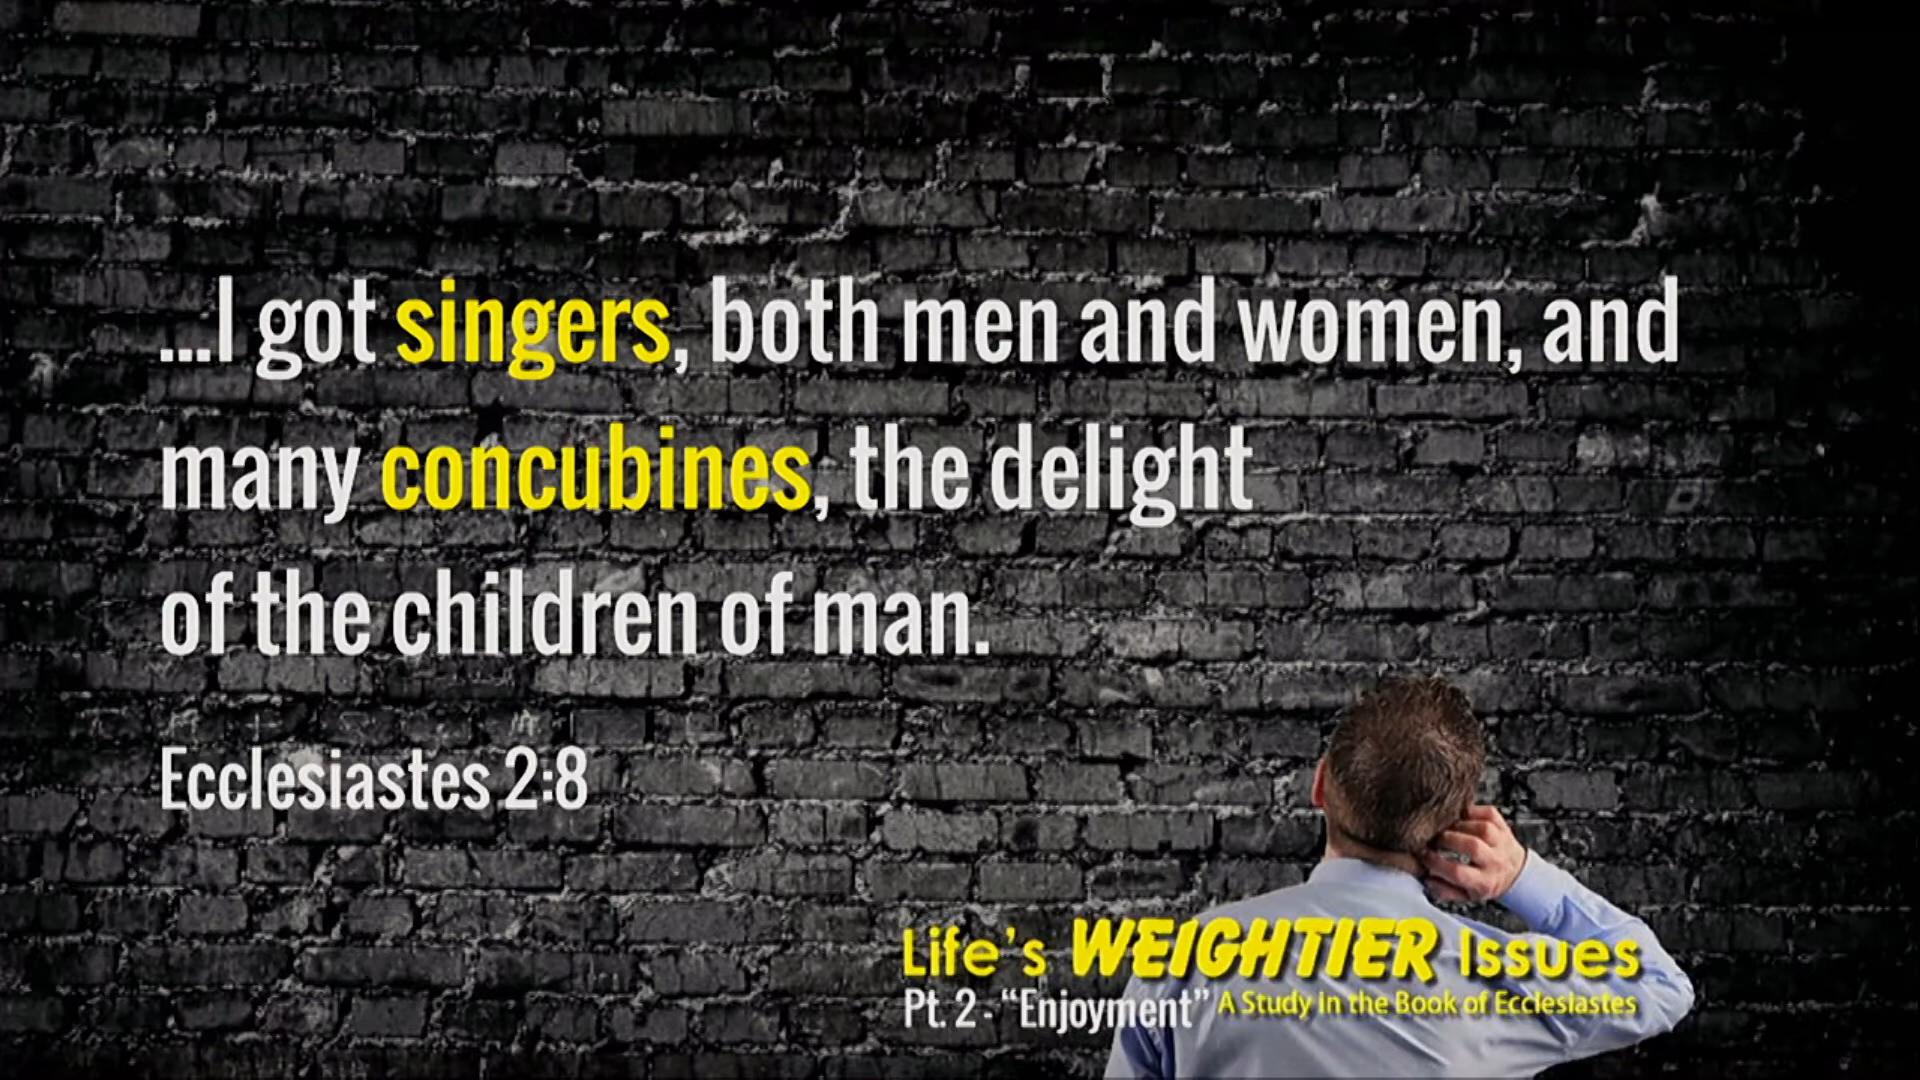 ...I got singers, both men and women, and
many concubines, the delight
of the children of man.
Ecclesiastes 2:8
Life's WEIGHTIER Issues
Pt. 2 - “Enjoyment” A Study in the Book of Ecclesiastes